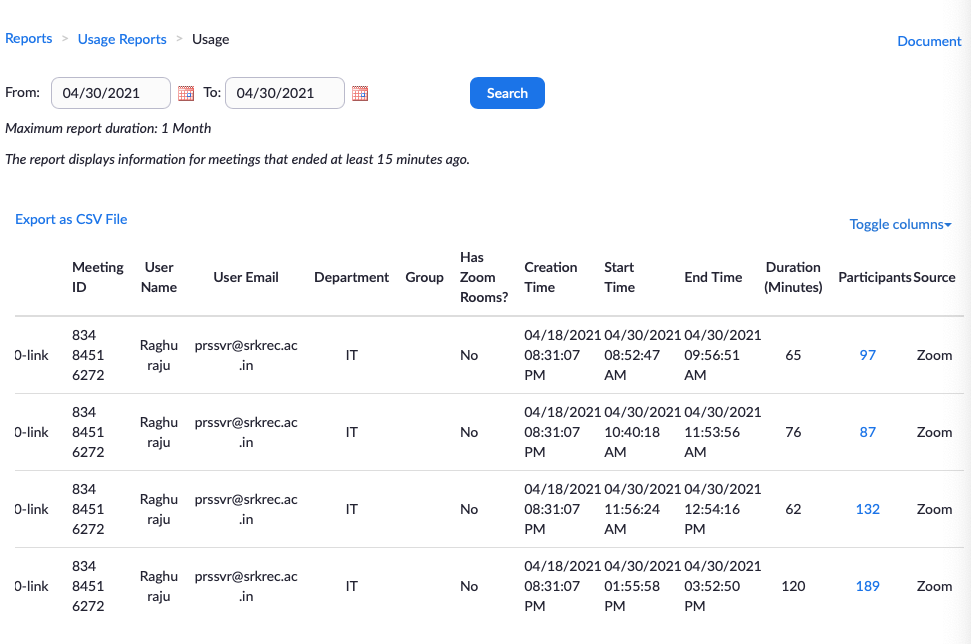 Reports > Usage Reports > Usage
Document
From: 04/30/2021 To: 04/30/2021 Search
Maximum report duration: 1 Month
The report displays information for meetings that ended at least 15 minutes ago.
Export as CSV File
Toggle columns
Meeting ID User Name User Email Department Group Has Zoom Rooms? Creation Time Start Time End Time Duration (Minutes) Participants Source
0-link 834 8451 6272 Raghu raju prssvr@srkrec.ac.in IT No 04/18/2021 08:31:07 PM 04/30/2021 08:52:47 AM 04/30/2021 09:56:51 AM 65 97 Zoom
0-link 834 8451 6272 Raghu raju prssvr@srkrec.ac.in IT No 04/18/2021 08:31:07 PM 04/30/2021 10:40:18 AM 04/30/2021 11:53:56 AM 76 87 Zoom
0-link 834 8451 6272 Raghu raju prssvr@srkrec.ac.in IT No 04/18/2021 08:31:07 PM 04/30/2021 11:56:24 AM 04/30/2021 12:54:16 PM 62 132 Zoom
0-link 834 8451 6272 Raghu raju prssvr@srkrec.ac.in IT No 04/18/2021 08:31:07 PM 04/30/2021 01:55:58 PM 04/30/2021 03:52:50 PM 120 189 Zoom